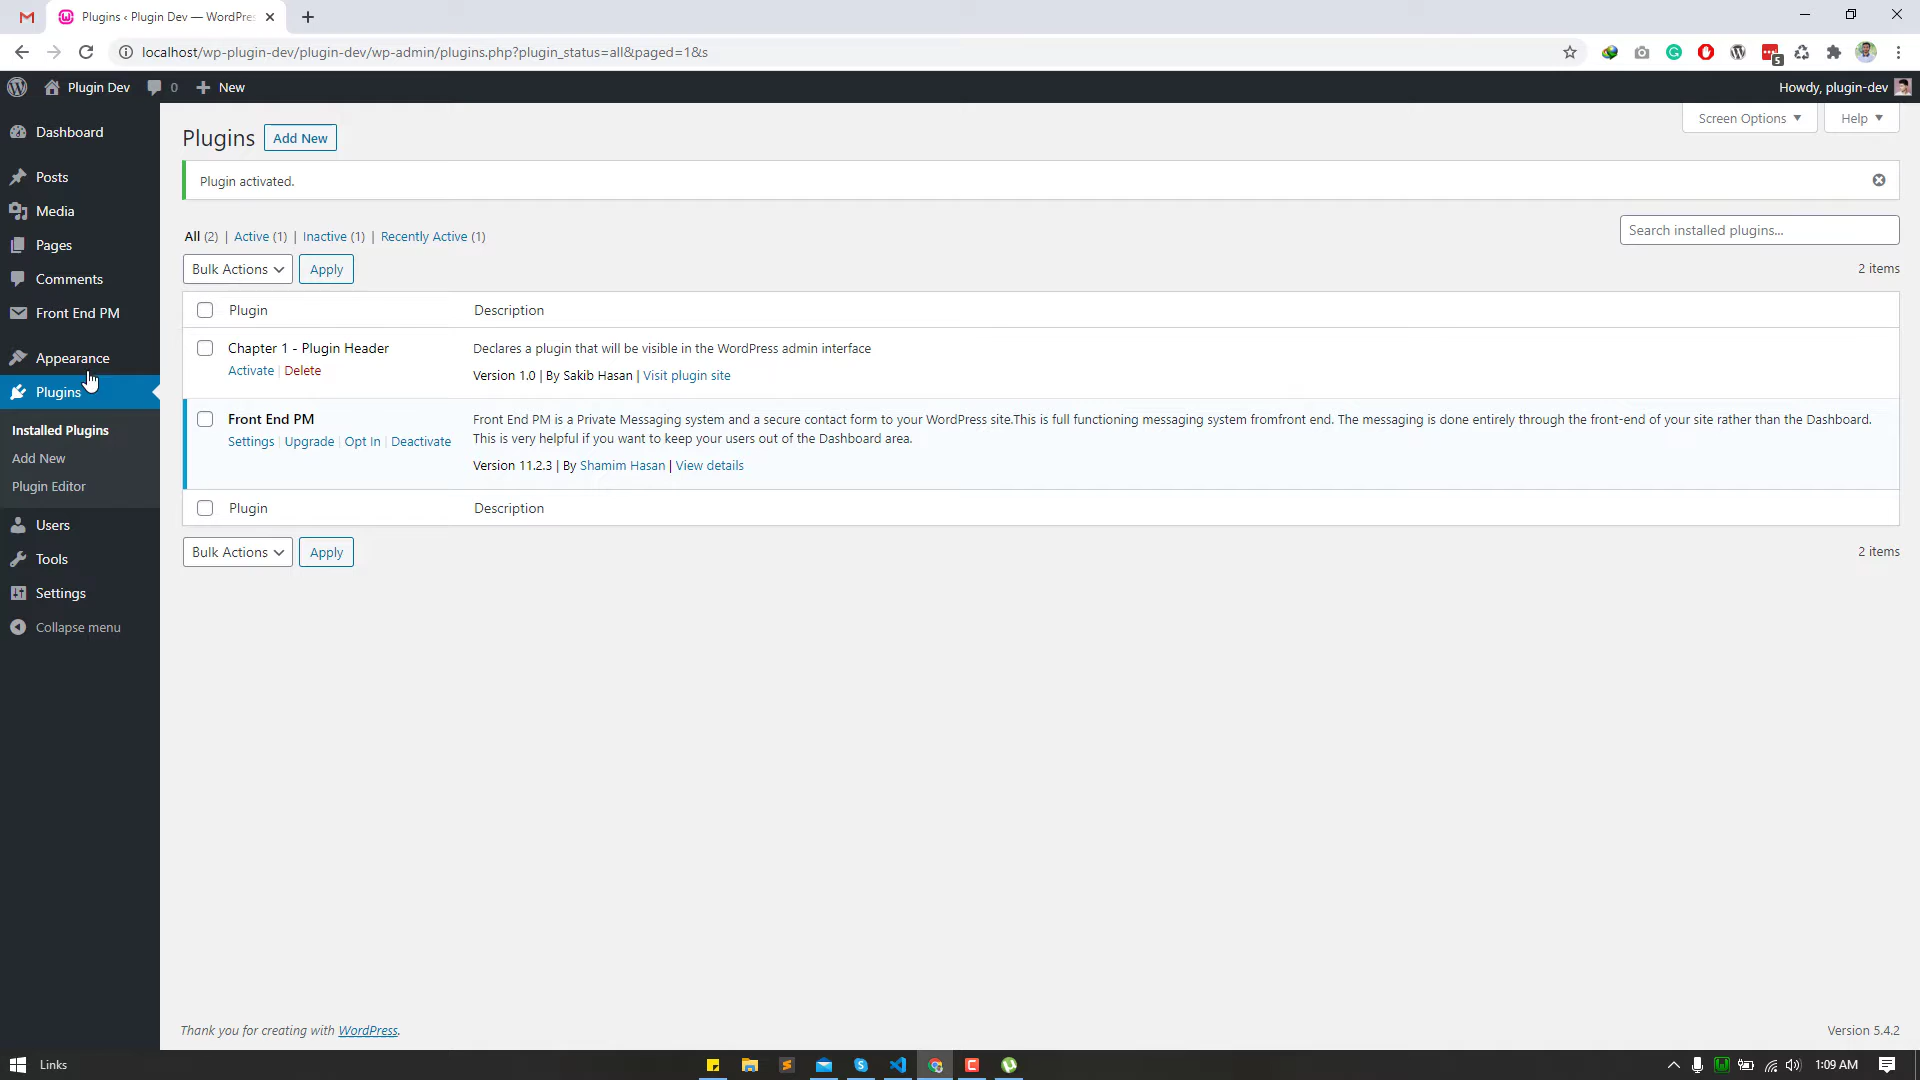 Plugins ‹ Plugin Dev — WordPres
localhost/wp-plugin-dev/plugin-dev/wp-admin/plugins.php?plugin_status=all&paged=1&s
5
Plugin Dev
0
New
Howdy, plugin-dev
Dashboard
Posts
Media
Pages
Comments
Front End PM
Appearance
Plugins
Installed Plugins
Add New
Plugin Editor
Users
Tools
Settings
Collapse menu
Plugins
Add New
Screen Options
Help
Plugin activated.
All (2) | Active (1) | Inactive (1) | Recently Active (1)
Search installed plugins...
Bulk Actions
Apply
2 items
Plugin
Description
Chapter 1 - Plugin Header
Activate | Delete
Declares a plugin that will be visible in the WordPress admin interface
Version 1.0 | By Sakib Hasan | Visit plugin site
Front End PM
Settings | Upgrade | Opt In | Deactivate
Front End PM is a Private Messaging system and a secure contact form to your WordPress site.This is full functioning messaging system fromfront end. The messaging is done entirely through the front-end of your site rather than the Dashboard.
This is very helpful if you want to keep your users out of the Dashboard area.
Version 11.2.3 | By Shamim Hasan | View details
Plugin
Description
Bulk Actions
Apply
2 items
Thank you for creating with WordPress.
Version 5.4.2
Links
1:09 AM